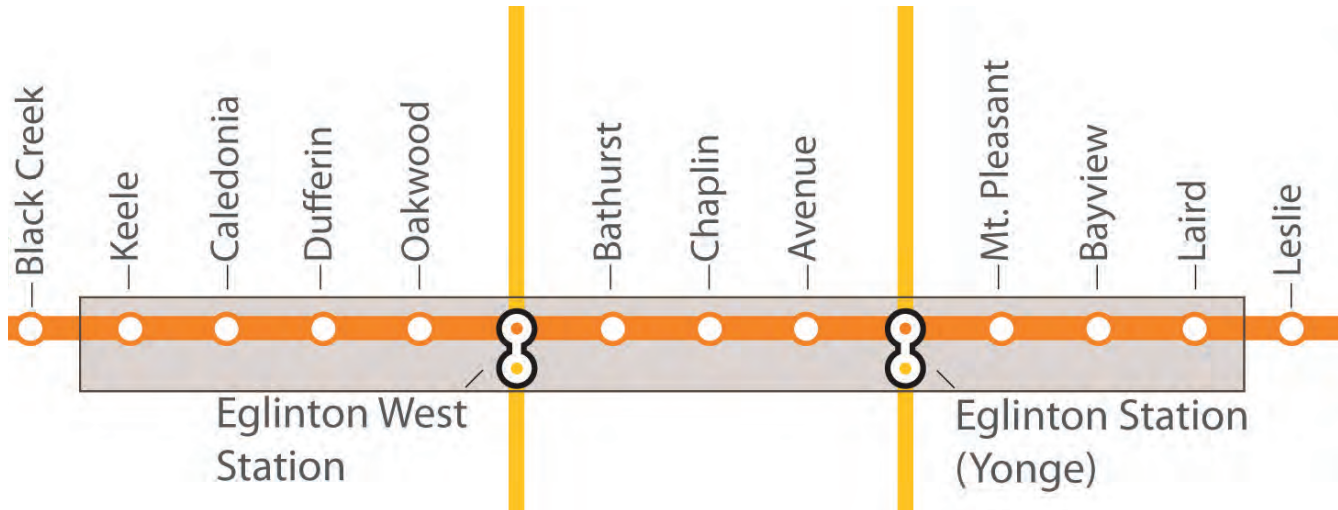 Black Creek
Keele
Caledonia
Dufferin
Oakwood
Bathurst
Chaplin
Avenue
Mt. Pleasant
Bayview
Laird
Leslie
Eglinton West
Station
Eglinton Station
(Yonge)